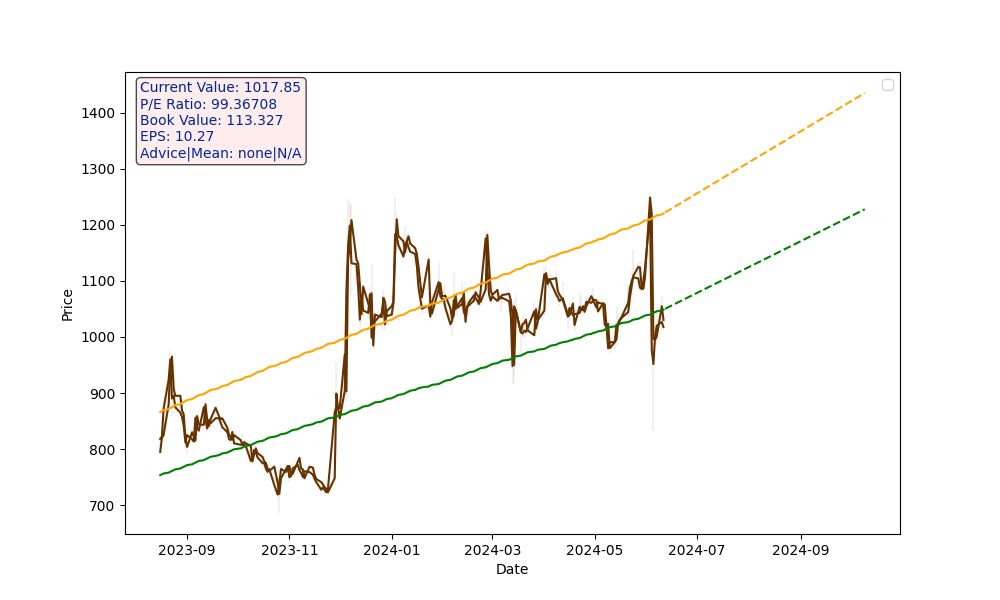 Current Value: 1017.85
P/E Ratio: 99.36708
Book Value: 113.327
EPS: 10.27
Advice|Mean: none|N/A
1400
1300
1200
1100
1000
900
800
700
Price
2023-09 2023-11 2024-01 2024-03 2024-05 2024-07 2024-09
Date